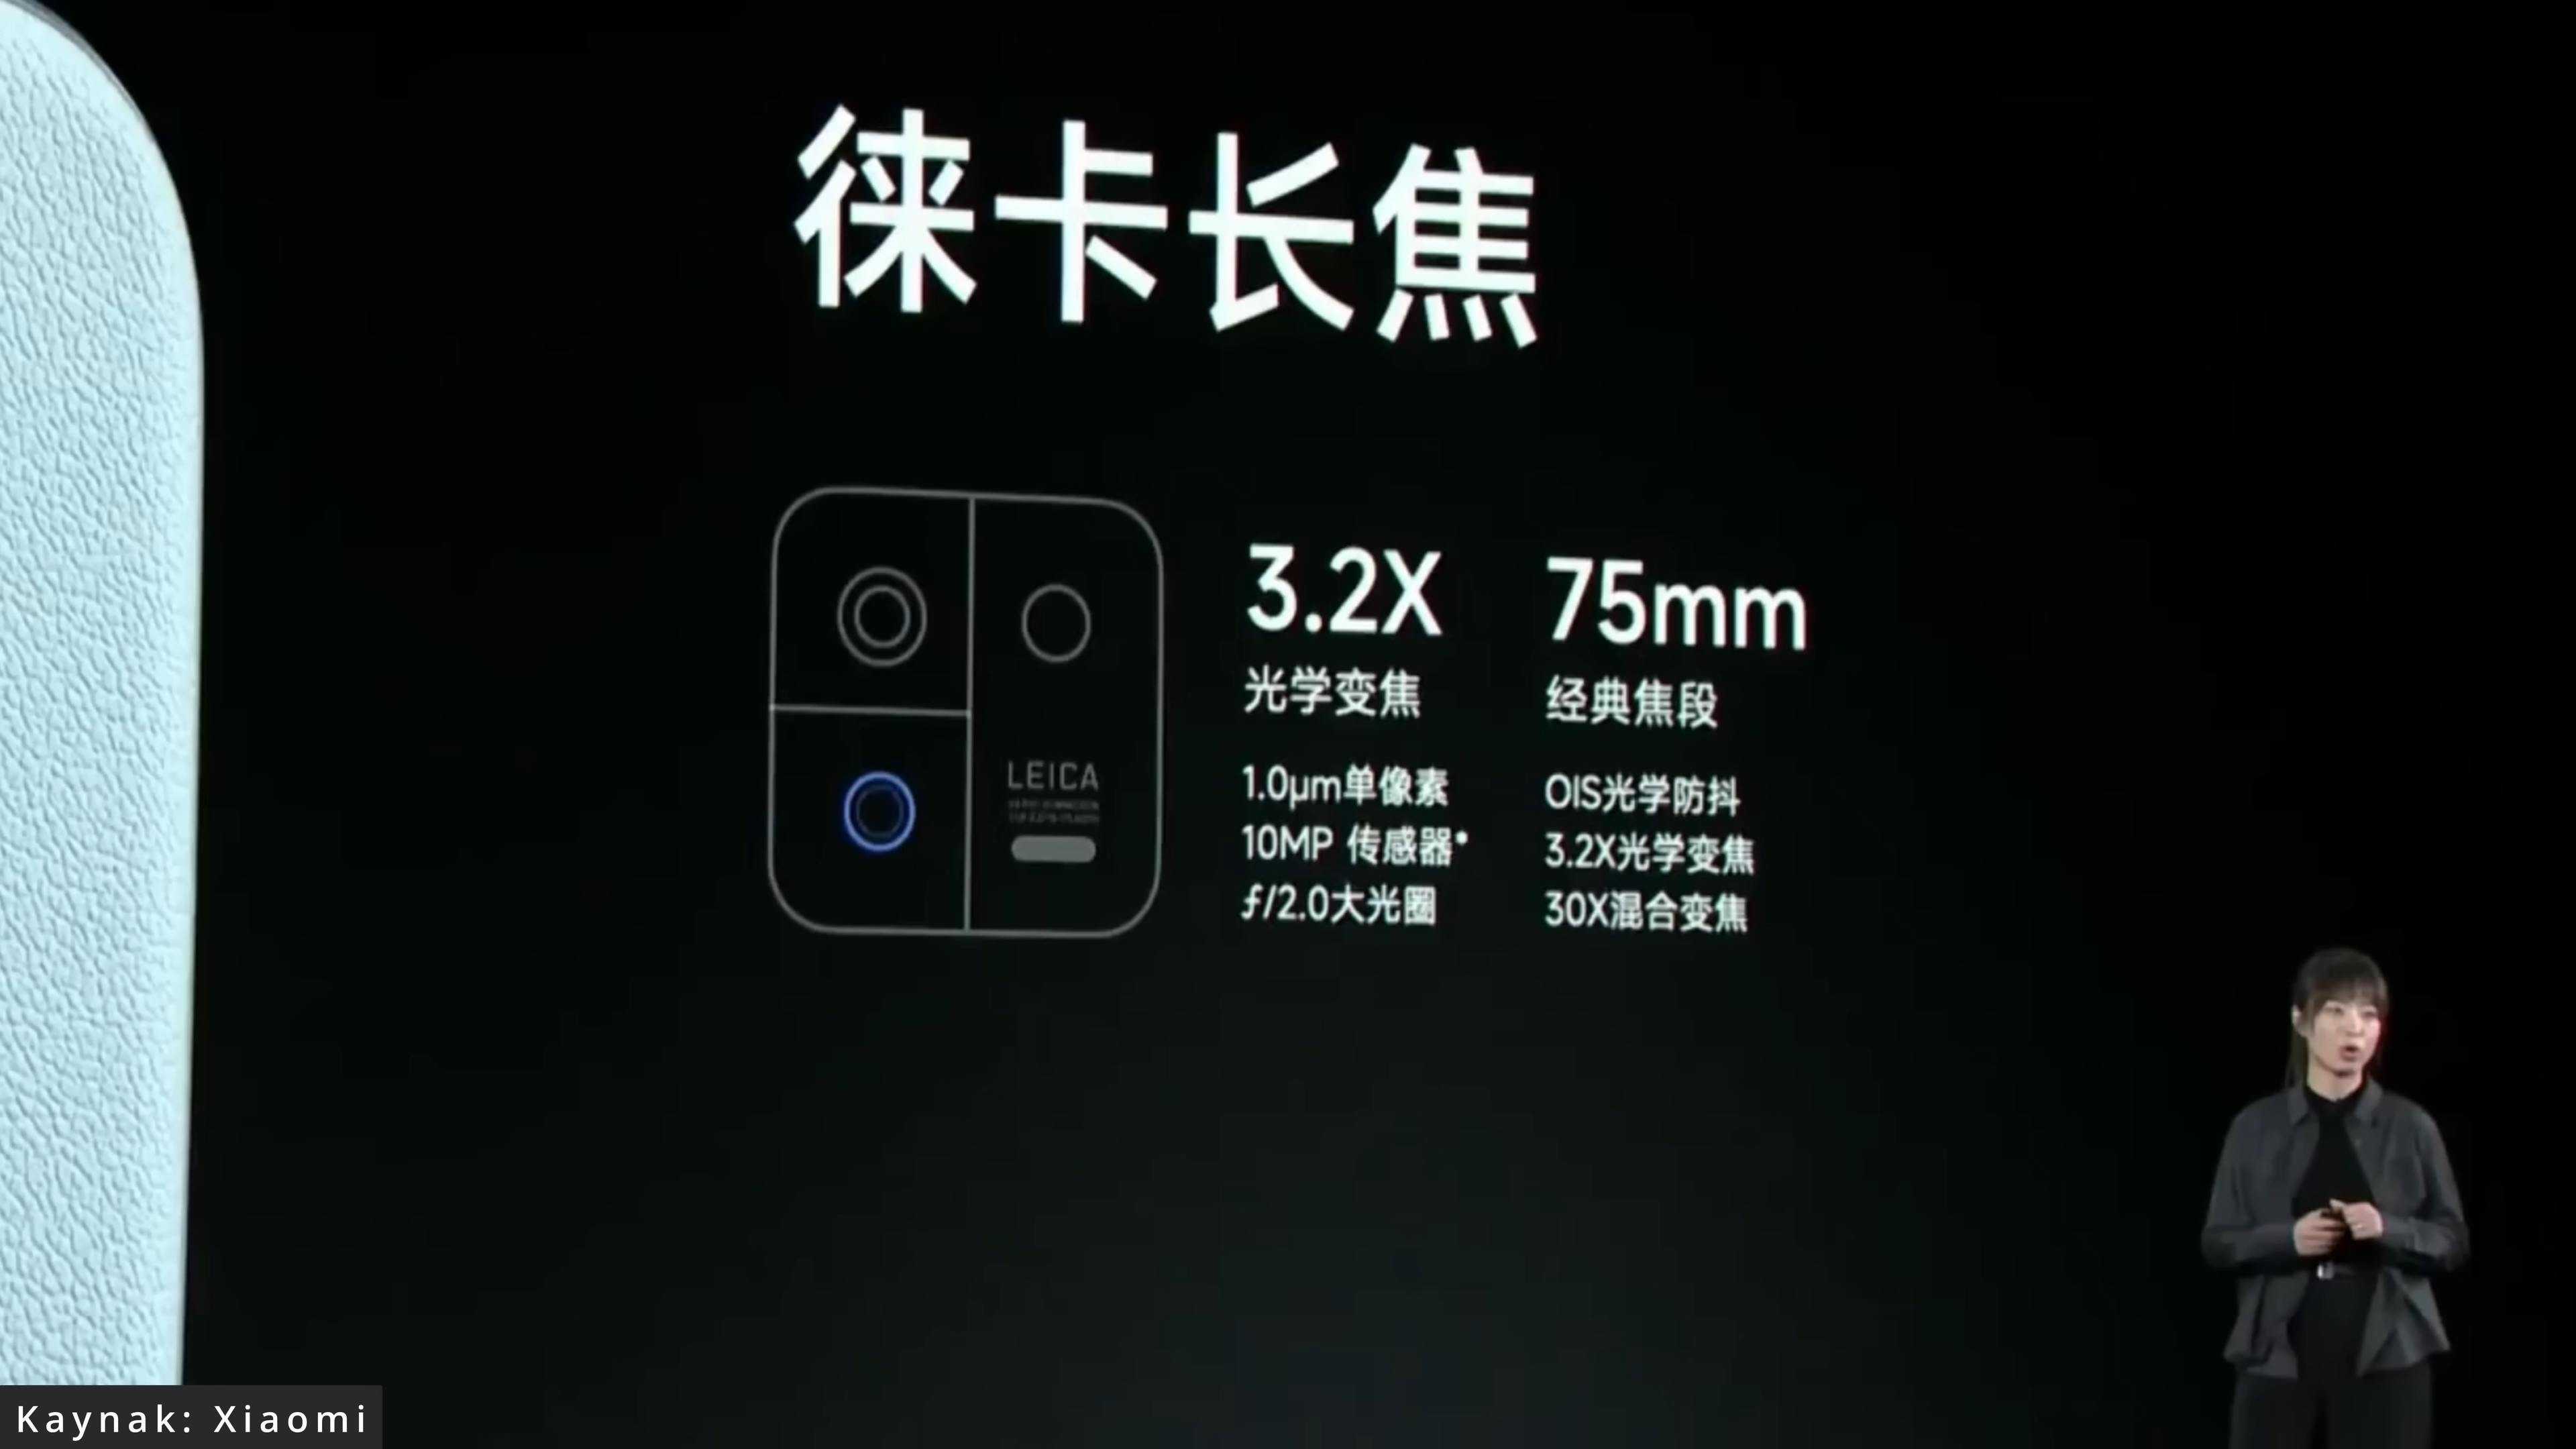 徕卡长焦
3.2X
光学变焦
75mm
经典焦段
LEICA
1.0μm单像素
10MP 传感器*
ƒ/2.0大光圈
OIS光学防抖
3.2X光学变焦
30X混合变焦
Kaynak: Xiaomi